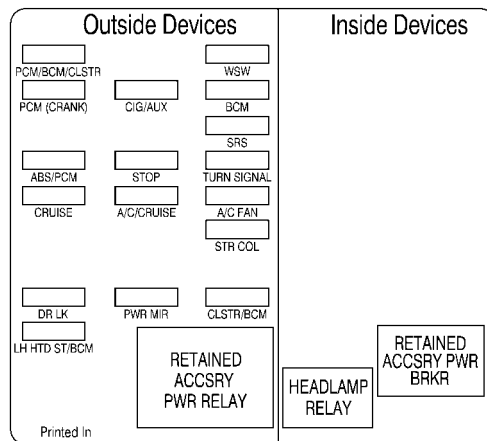 Outside Devices
Inside Devices
PCM/BCM/CLSTR
WSW
PCM (CRANK)
CIG/AUX
BCM
SRS
ABS/PCM
STOP
TURN SIGNAL
CRUISE
A/C/CRUISE
A/C FAN
STR COL
DR LK
PWR MIR
CLSTR/BCM
LH HTD ST/BCM
RETAINED
ACCSRY
PWR RELAY
HEADLAMP
RELAY
RETAINED
ACCSRY PWR
BRKR
Printed In